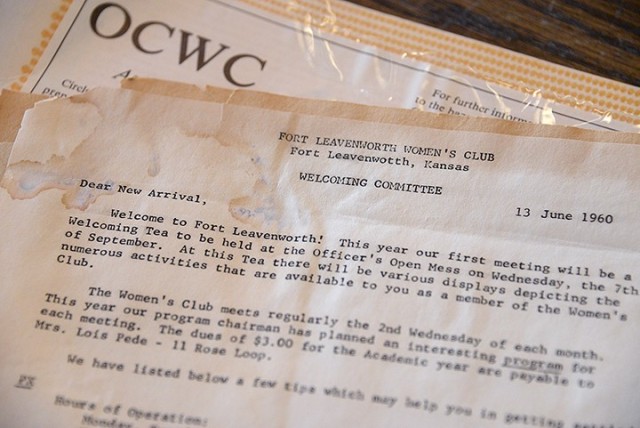 OCWC
For further inform
to the
FORT LEAVENWORTH WOMEN'S CLUB
Fort Leavenwotth, Kansas
WELCOMING COMMITTEE
13 June 1960
Dear New Arrival,
Welcome to Fort Leavenworth! This year our first meeting will be a
Welcoming Tea to be held at the Officer's Open Mess on Wednesday, the 7th
of September. At this Tea there will be various displays depicting the
numerous activities that are available to you as a member of the Women's
Club.
The Women's Club meets regularly the 2nd Wednesday of each month.
This year our program chairman has planned an interesting program for
each meeting. The dues of $3.00 for the Academic year are payable to
Mrs. Lois Pede - 11 Rose Loop.
We have listed below a few tips which may help you in getting
PX
Hours of Operation: